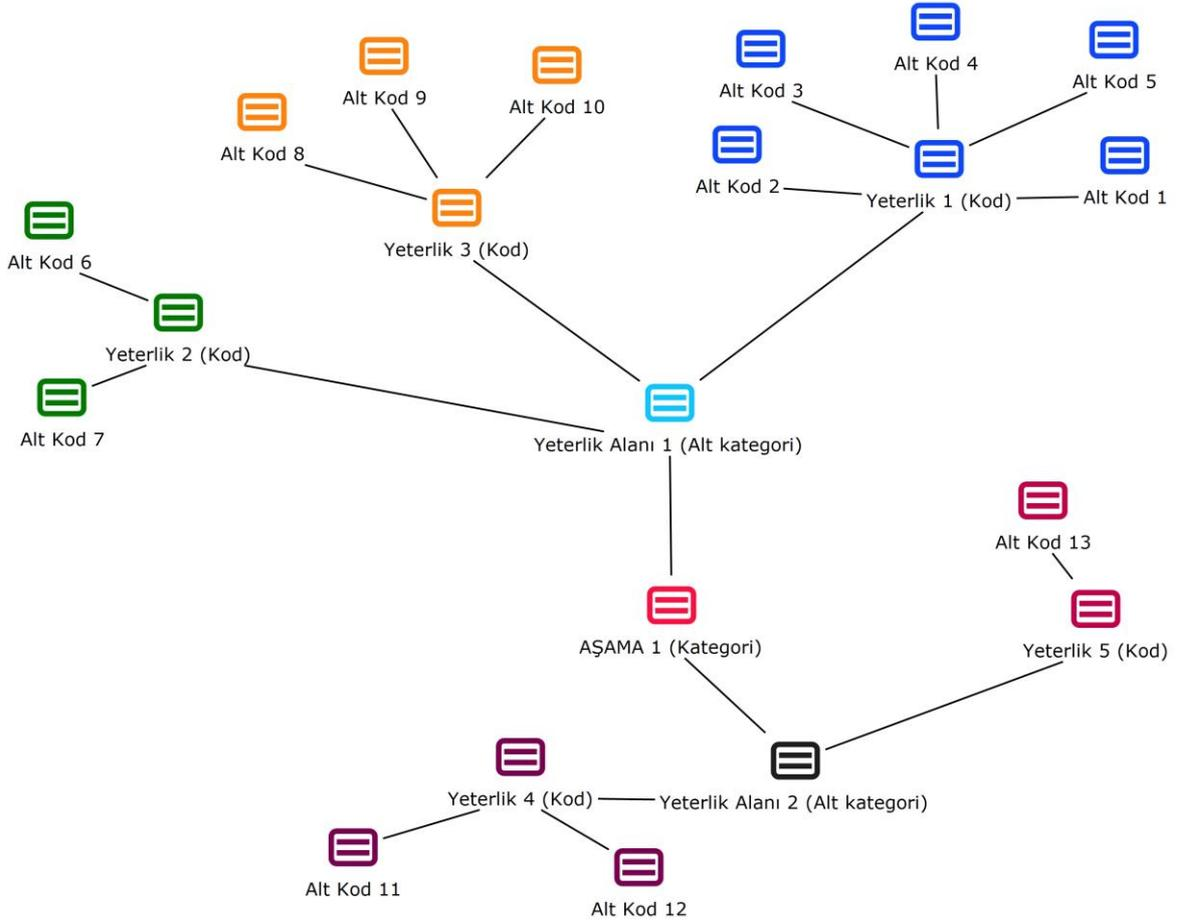 Alt Kod 4
Alt Kod 5
Alt Kod 3
Alt Kod 9
Alt Kod 10
Alt Kod 8
Alt Kod 2
Yeterlik 1 (Kod)
Alt Kod 1
Yeterlik 3 (Kod)
Alt Kod 6
Yeterlik 2 (Kod)
Alt Kod 7
Yeterlik Alanı 1 (Alt kategori)
Alt Kod 13
AŞAMA 1 (Kategori)
Yeterlik 5 (Kod)
Yeterlik 4 (Kod)
Yeterlik Alanı 2 (Alt kategori)
Alt Kod 11
Alt Kod 12